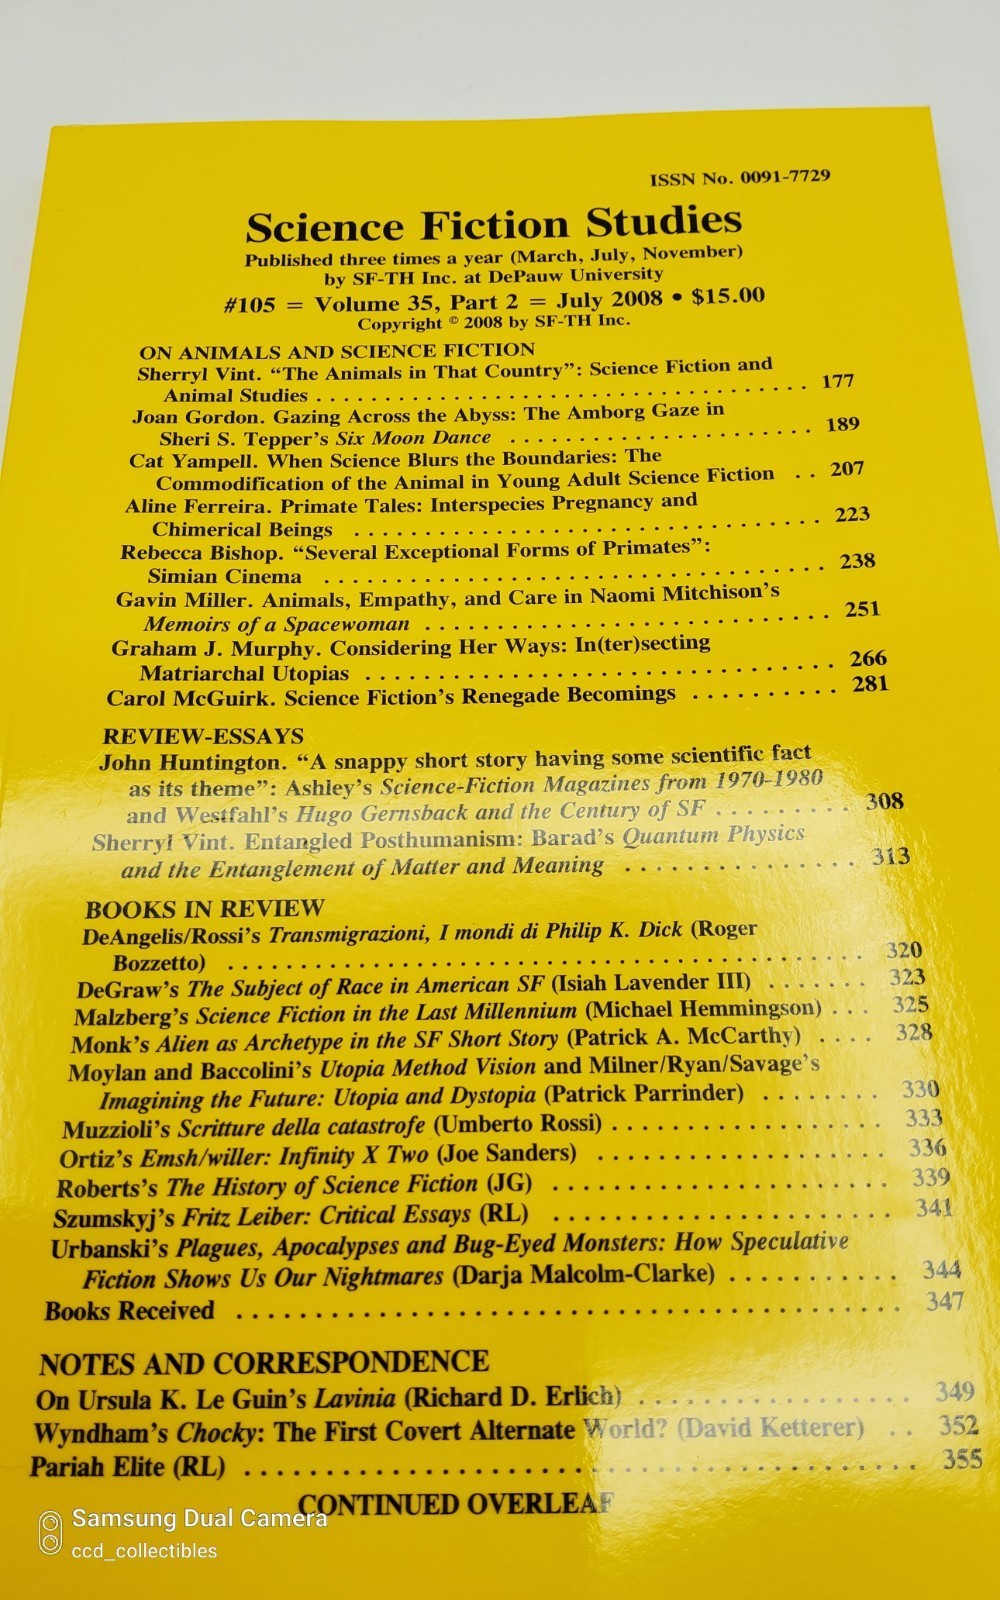 ISSN No. 0091-7729
Science Fiction Studies
Published three times a year (March, July, November)
by SF-TH Inc. at DePauw University
#105 = Volume 35, Part 2 = July 2008 • $15.00
Copyright © 2008 by SF-TH Inc.
ON ANIMALS AND SCIENCE FICTION
Sherryl Vint. “The Animals in That Country”: Science Fiction and
Animal Studies . . . . . . . . . . . . . . . . . . . . . . . . . . . . . . . . . . 177
Joan Gordon. Gazing Across the Abyss: The Amborg Gaze in
Sheri S. Tepper's Six Moon Dance . . . . . . . . . . . . . . . . . . . . . 189
Cat Yampell. When Science Blurs the Boundaries: The
Commodification of the Animal in Young Adult Science Fiction . . 207
Aline Ferreira. Primate Tales: Interspecies Pregnancy and
Chimerical Beings . . . . . . . . . . . . . . . . . . . . . . . . . . . . . . . . 223
Rebecca Bishop. “Several Exceptional Forms of Primates”:
Simian Cinema . . . . . . . . . . . . . . . . . . . . . . . . . . . . . . . . . 238
Gavin Miller. Animals, Empathy, and Care in Naomi Mitchison's
Memoirs of a Spacewoman . . . . . . . . . . . . . . . . . . . . . . . . . . 251
Graham J. Murphy. Considering Her Ways: In(ter)secting
Matriarchal Utopias . . . . . . . . . . . . . . . . . . . . . . . . . . . . . . 266
Carol McGuirk. Science Fiction's Renegade Becomings . . . . . . . . . . 281
REVIEW-ESSAYS
John Huntington. “A snappy short story having some scientific fact
as its theme”: Ashley's Science-Fiction Magazines from 1970-1980
and Westfahl's Hugo Gernsback and the Century of SF . . . . . . . . 308
Sherryl Vint. Entangled Posthumanism: Barad's Quantum Physics
and the Entanglement of Matter and Meaning . . . . . . . . . . . . . . 313
BOOKS IN REVIEW
DeAngelis/Rossi's Transmigrazioni, I mondi di Philip K. Dick (Roger
Bozzetto) . . . . . . . . . . . . . . . . . . . . . . . . . . . . . . . . . . . . 320
DeGraw's The Subject of Race in American SF (Isiah Lavender III) . . . . . . . 323
Malzberg's Science Fiction in the Last Millennium (Michael Hemmingson) . . . 325
Monk's Alien as Archetype in the SF Short Story (Patrick A. McCarthy) . . . . 328
Moylan and Baccolini's Utopia Method Vision and Milner/Ryan/Savage's
Imagining the Future: Utopia and Dystopia (Patrick Parrinder) . . . . . . . . 330
Muzzioli's Scritture della catastrofe (Umberto Rossi) . . . . . . . . . . . . . . . . . 333
Ortiz's Emsh/willer: Infinity X Two (Joe Sanders) . . . . . . . . . . . . . . . . . . 336
Roberts's The History of Science Fiction (JG) . . . . . . . . . . . . . . . . . . . . . 339
Szumskyj's Fritz Leiber: Critical Essays (RL) . . . . . . . . . . . . . . . . . . . . . 341
Urbanski's Plagues, Apocalypses and Bug-Eyed Monsters: How Speculative
Fiction Shows Us Our Nightmares (Darja Malcolm-Clarke) . . . . . . . . . . . 344
Books Received . . . . . . . . . . . . . . . . . . . . . . . . . . . . . . . . . . . 347
NOTES AND CORRESPONDENCE
On Ursula K. Le Guin's Lavinia (Richard D. Erlich) . . . . . . . . . . . . . . . . . 349
Wyndham's Chocky: The First Covert Alternate World? (David Ketterer) . . 352
Pariah Elite (RL) . . . . . . . . . . . . . . . . . . . . . . . . . . . . . . . . . . . 355
CONTINUED OVERLEAF
Samsung Dual Camera
ccd_collectibles